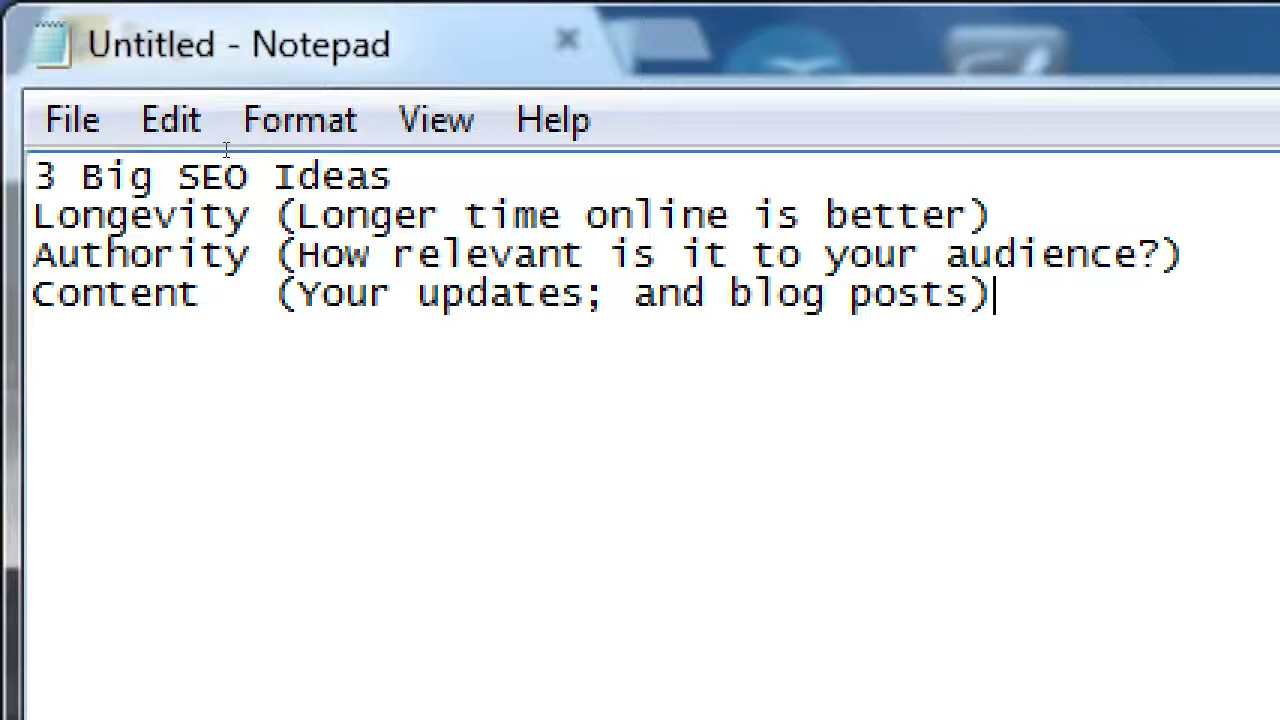 Untitled - Notepad
File Edit Format View Help
3 Big SEO Ideas
Longevity (Longer time online is better)
Authority (How relevant is it to your audience?)
Content (Your updates; and blog posts)